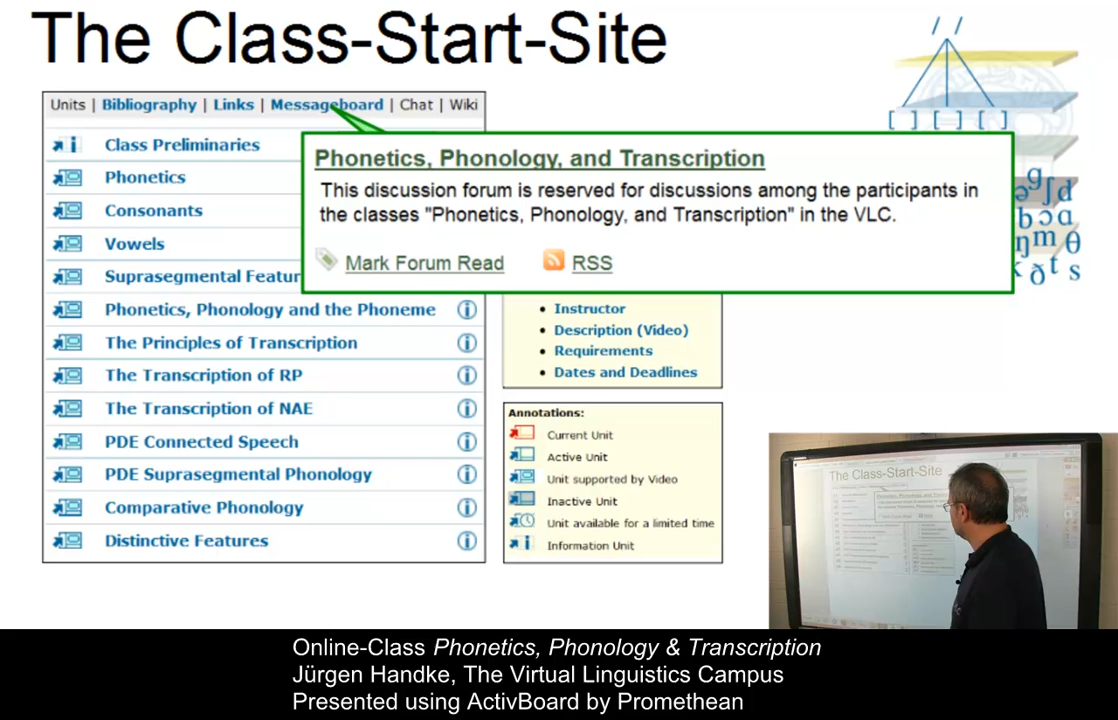 The Class-Start-Site
Units | Bibliography | Links | Messageboard | Chat | Wiki
Class Preliminaries
Phonetics
Consonants
Vowels
Suprasegmental Featur
Phonetics, Phonology and the Phoneme
The Principles of Transcription
The Transcription of RP
The Transcription of NAE
PDE Connected Speech
PDE Suprasegmental Phonology
Comparative Phonology
Distinctive Features
Phonetics, Phonology, and Transcription
This discussion forum is reserved for discussions among the participants in
the classes "Phonetics, Phonology, and Transcription" in the VLC.
Mark Forum Read RSS
• Instructor
• Description (Video)
• Requirements
• Dates and Deadlines
Annotations:
Current Unit
Active Unit
Unit supported by Video
Inactive Unit
Unit available for a limited time
Information Unit
/ /
[ ] [ ] [ ]
ə g ʃ d
b ɔ ɑ
ŋ m θ
k ð t s
The Class-Start-Site
Online-Class Phonetics, Phonology & Transcription
Jürgen Handke, The Virtual Linguistics Campus
Presented using ActivBoard by Promethean